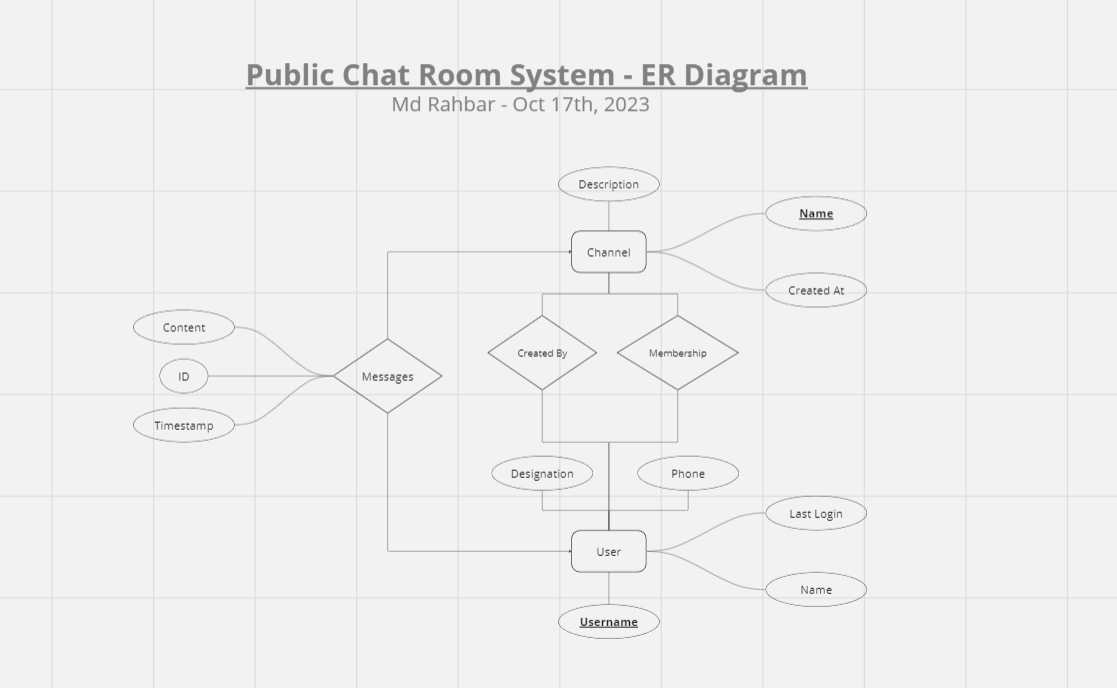 Public Chat Room System - ER Diagram
Md Rahbar - Oct 17th, 2023
Description
Name
Channel
Created At
Content
Created By
Membership
ID
Messages
Timestamp
Designation
Phone
Last Login
User
Name
Username